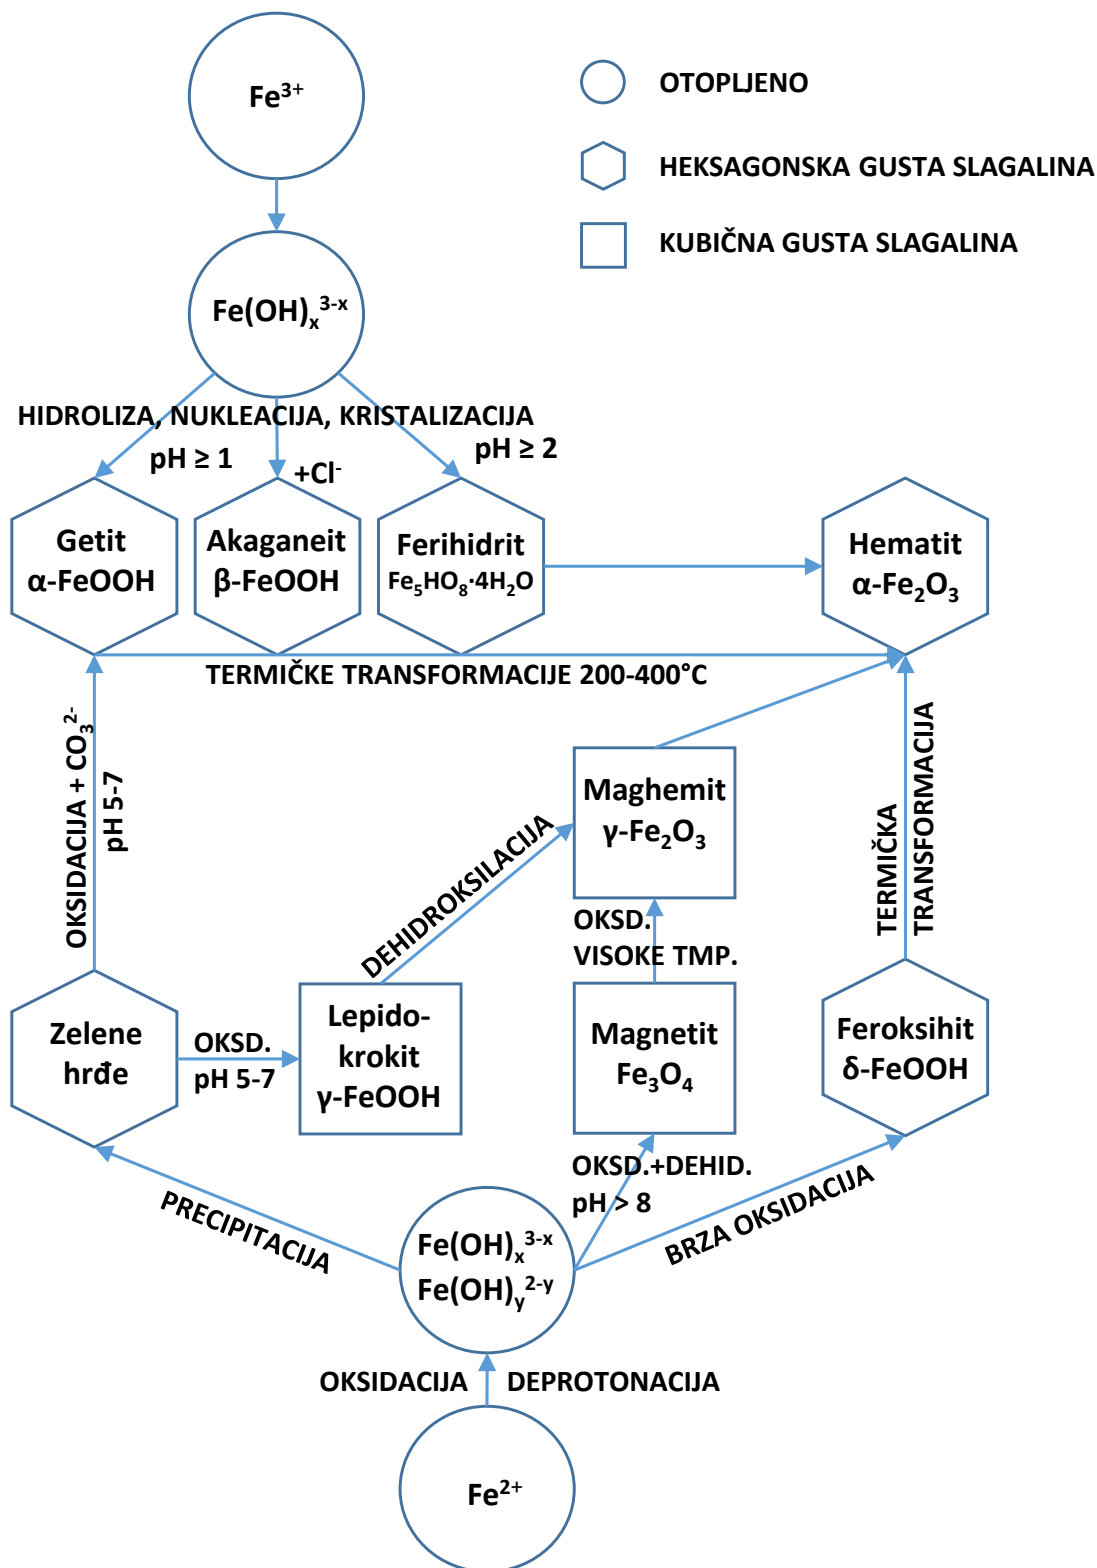 Fe³⁺
OTOPLJENO
HEKSAGONSKA GUSTA SLAGALINA
KUBIČNA GUSTA SLAGALINA
Fe(OH)ₓ³⁻ˣ
HIDROLIZA, NUKLEACIJA, KRISTALIZACIJA
pH ≥ 1
+Cl⁻
pH ≥ 2
Getit
α-FeOOH
Akaganeit
β-FeOOH
Ferihidrit
Fe₅HO₈·4H₂O
Hematit
α-Fe₂O₃
TERMIČKE TRANSFORMACIJE 200-400°C
OKSIDACIJA + CO₃²⁻
pH 5-7
Maghemit
γ-Fe₂O₃
DEHIDROKSILACIJA
OKSD.
VISOKE TMP.
TERMIČKA
TRANSFORMACIJA
Zelene
hrđe
OKSD.
pH 5-7
Lepido-
krokit
γ-FeOOH
Magnetit
Fe₃O₄
Feroksihit
δ-FeOOH
PRECIPITACIJA
OKSD.+DEHID.
pH > 8
BRZA OKSIDACIJA
Fe(OH)ₓ³⁻ˣ
Fe(OH)ᵧ²⁻ʸ
OKSIDACIJA DEPROTONACIJA
Fe²⁺